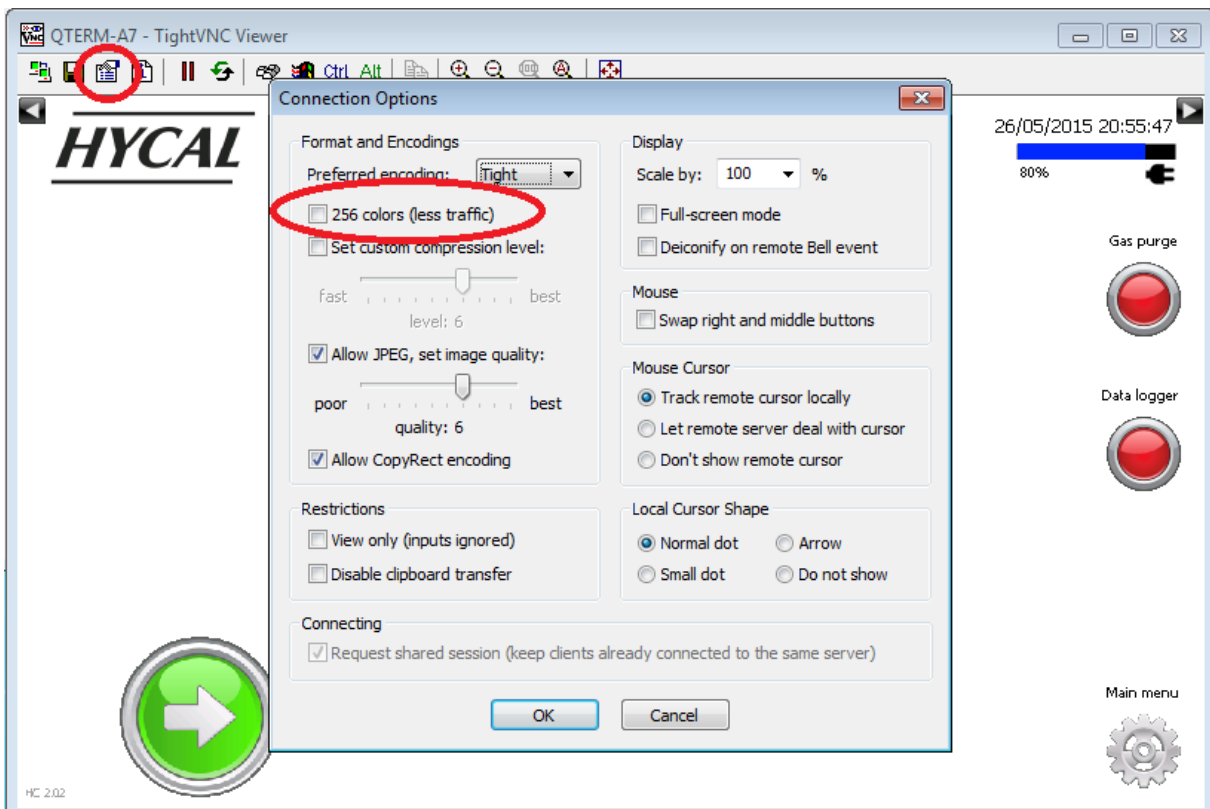 QTERM-A7 - TightVNC Viewer
Ctrl Alt
Connection Options
HYCAL
26/05/2015 20:55:47
80%
Format and Encodings
Preferred encoding: Tight
256 colors (less traffic)
Set custom compression level:
fast best
level: 6
Allow JPEG, set image quality:
poor best
quality: 6
Allow CopyRect encoding
Display
Scale by: 100 %
Full-screen mode
Deiconify on remote Bell event
Mouse
Swap right and middle buttons
Mouse Cursor
Track remote cursor locally
Let remote server deal with cursor
Don't show remote cursor
Restrictions
View only (inputs ignored)
Disable clipboard transfer
Local Cursor Shape
Normal dot Arrow
Small dot Do not show
Connecting
Request shared session (keep clients already connected to the same server)
OK Cancel
Gas purge
Data logger
Main menu
HC 2.02